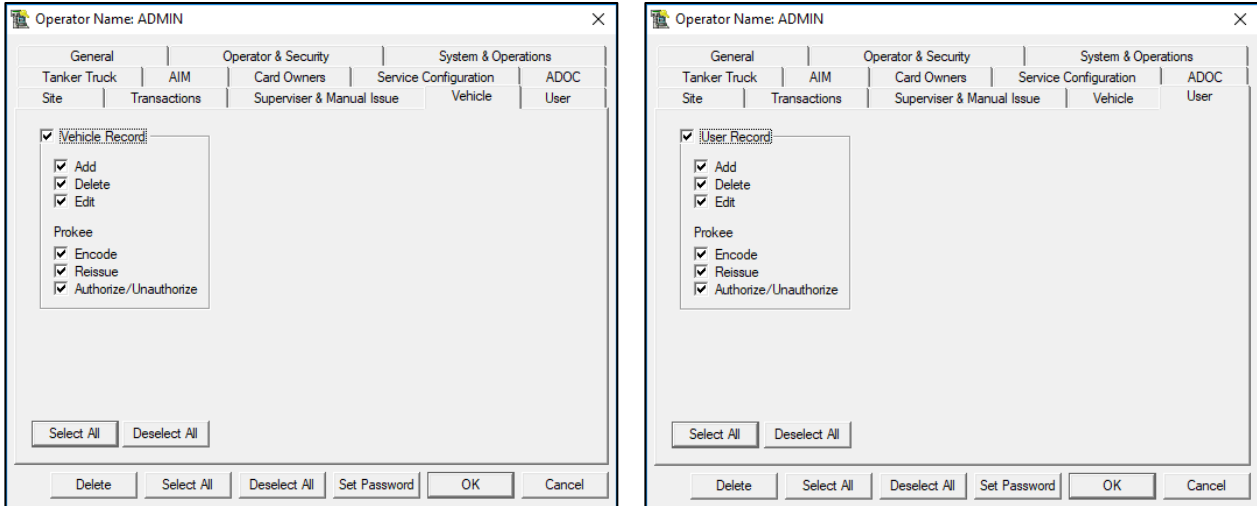 Operator Name: ADMIN
General Operator & Security System & Operations
Tanker Truck AIM Card Owners Service Configuration ADOC
Site Transactions Superviser & Manual Issue Vehicle User
Vehicle Record
Add
Delete
Edit
Prokee
Encode
Reissue
Authorize/Unauthorize
Select All Deselect All
Delete Select All Deselect All Set Password OK Cancel
Operator Name: ADMIN
General Operator & Security System & Operations
Tanker Truck AIM Card Owners Service Configuration ADOC
Site Transactions Superviser & Manual Issue Vehicle User
User Record
Add
Delete
Edit
Prokee
Encode
Reissue
Authorize/Unauthorize
Select All Deselect All
Delete Select All Deselect All Set Password OK Cancel